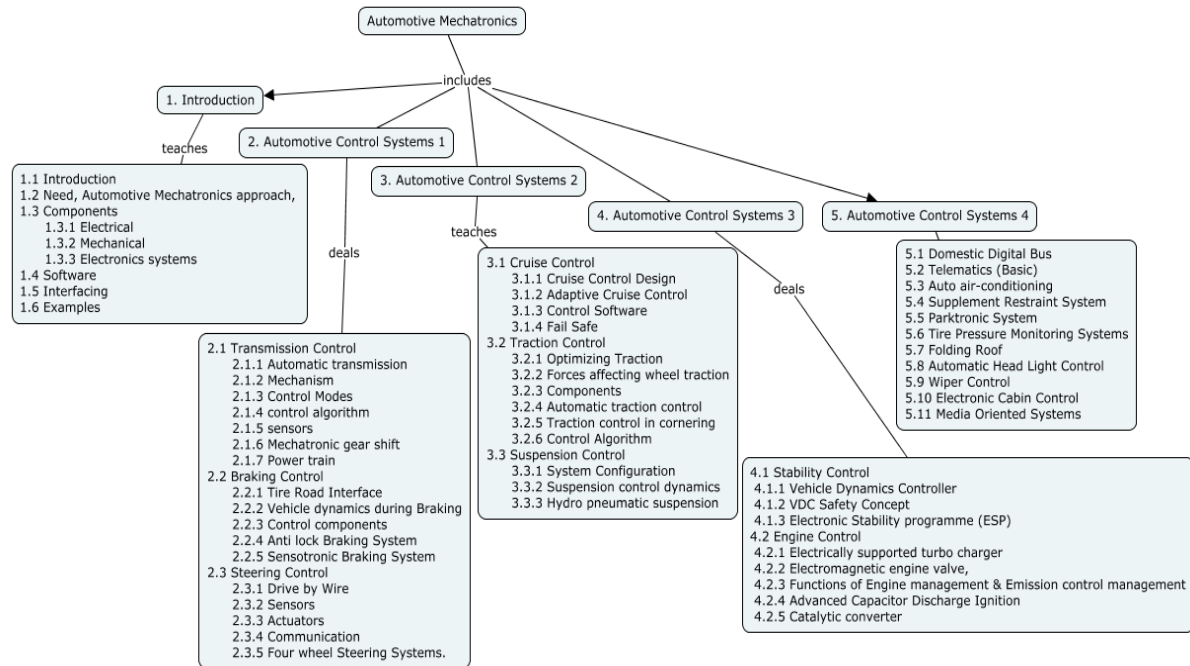 Automotive Mechatronics
includes
1. Introduction
teaches
1.1 Introduction
1.2 Need, Automotive Mechatronics approach,
1.3 Components
1.3.1 Electrical
1.3.2 Mechanical
1.3.3 Electronics systems
1.4 Software
1.5 Interfacing
1.6 Examples
2. Automotive Control Systems 1
deals
2.1 Transmission Control
2.1.1 Automatic transmission
2.1.2 Mechanism
2.1.3 Control Modes
2.1.4 control algorithm
2.1.5 sensors
2.1.6 Mechatronic gear shift
2.1.7 Power train
2.2 Braking Control
2.2.1 Tire Road Interface
2.2.2 Vehicle dynamics during Braking
2.2.3 Control components
2.2.4 Anti lock Braking System
2.2.5 Sensotronic Braking System
2.3 Steering Control
2.3.1 Drive by Wire
2.3.2 Sensors
2.3.3 Actuators
2.3.4 Communication
2.3.5 Four wheel Steering Systems.
3. Automotive Control Systems 2
teaches
3.1 Cruise Control
3.1.1 Cruise Control Design
3.1.2 Adaptive Cruise Control
3.1.3 Control Software
3.1.4 Fail Safe
3.2 Traction Control
3.2.1 Optimizing Traction
3.2.2 Forces affecting wheel traction
3.2.3 Components
3.2.4 Automatic traction control
3.2.5 Traction control in cornering
3.2.6 Control Algorithm
3.3 Suspension Control
3.3.1 System Configuration
3.3.2 Suspension control dynamics
3.3.3 Hydro pneumatic suspension
4. Automotive Control Systems 3
deals
4.1 Stability Control
4.1.1 Vehicle Dynamics Controller
4.1.2 VDC Safety Concept
4.1.3 Electronic Stability programme (ESP)
4.2 Engine Control
4.2.1 Electrically supported turbo charger
4.2.2 Electromagnetic engine valve,
4.2.3 Functions of Engine management & Emission control management
4.2.4 Advanced Capacitor Discharge Ignition
4.2.5 Catalytic converter
5. Automotive Control Systems 4
5.1 Domestic Digital Bus
5.2 Telematics (Basic)
5.3 Auto air-conditioning
5.4 Supplement Restraint System
5.5 Parktronic System
5.6 Tire Pressure Monitoring Systems
5.7 Folding Roof
5.8 Automatic Head Light Control
5.9 Wiper Control
5.10 Electronic Cabin Control
5.11 Media Oriented Systems